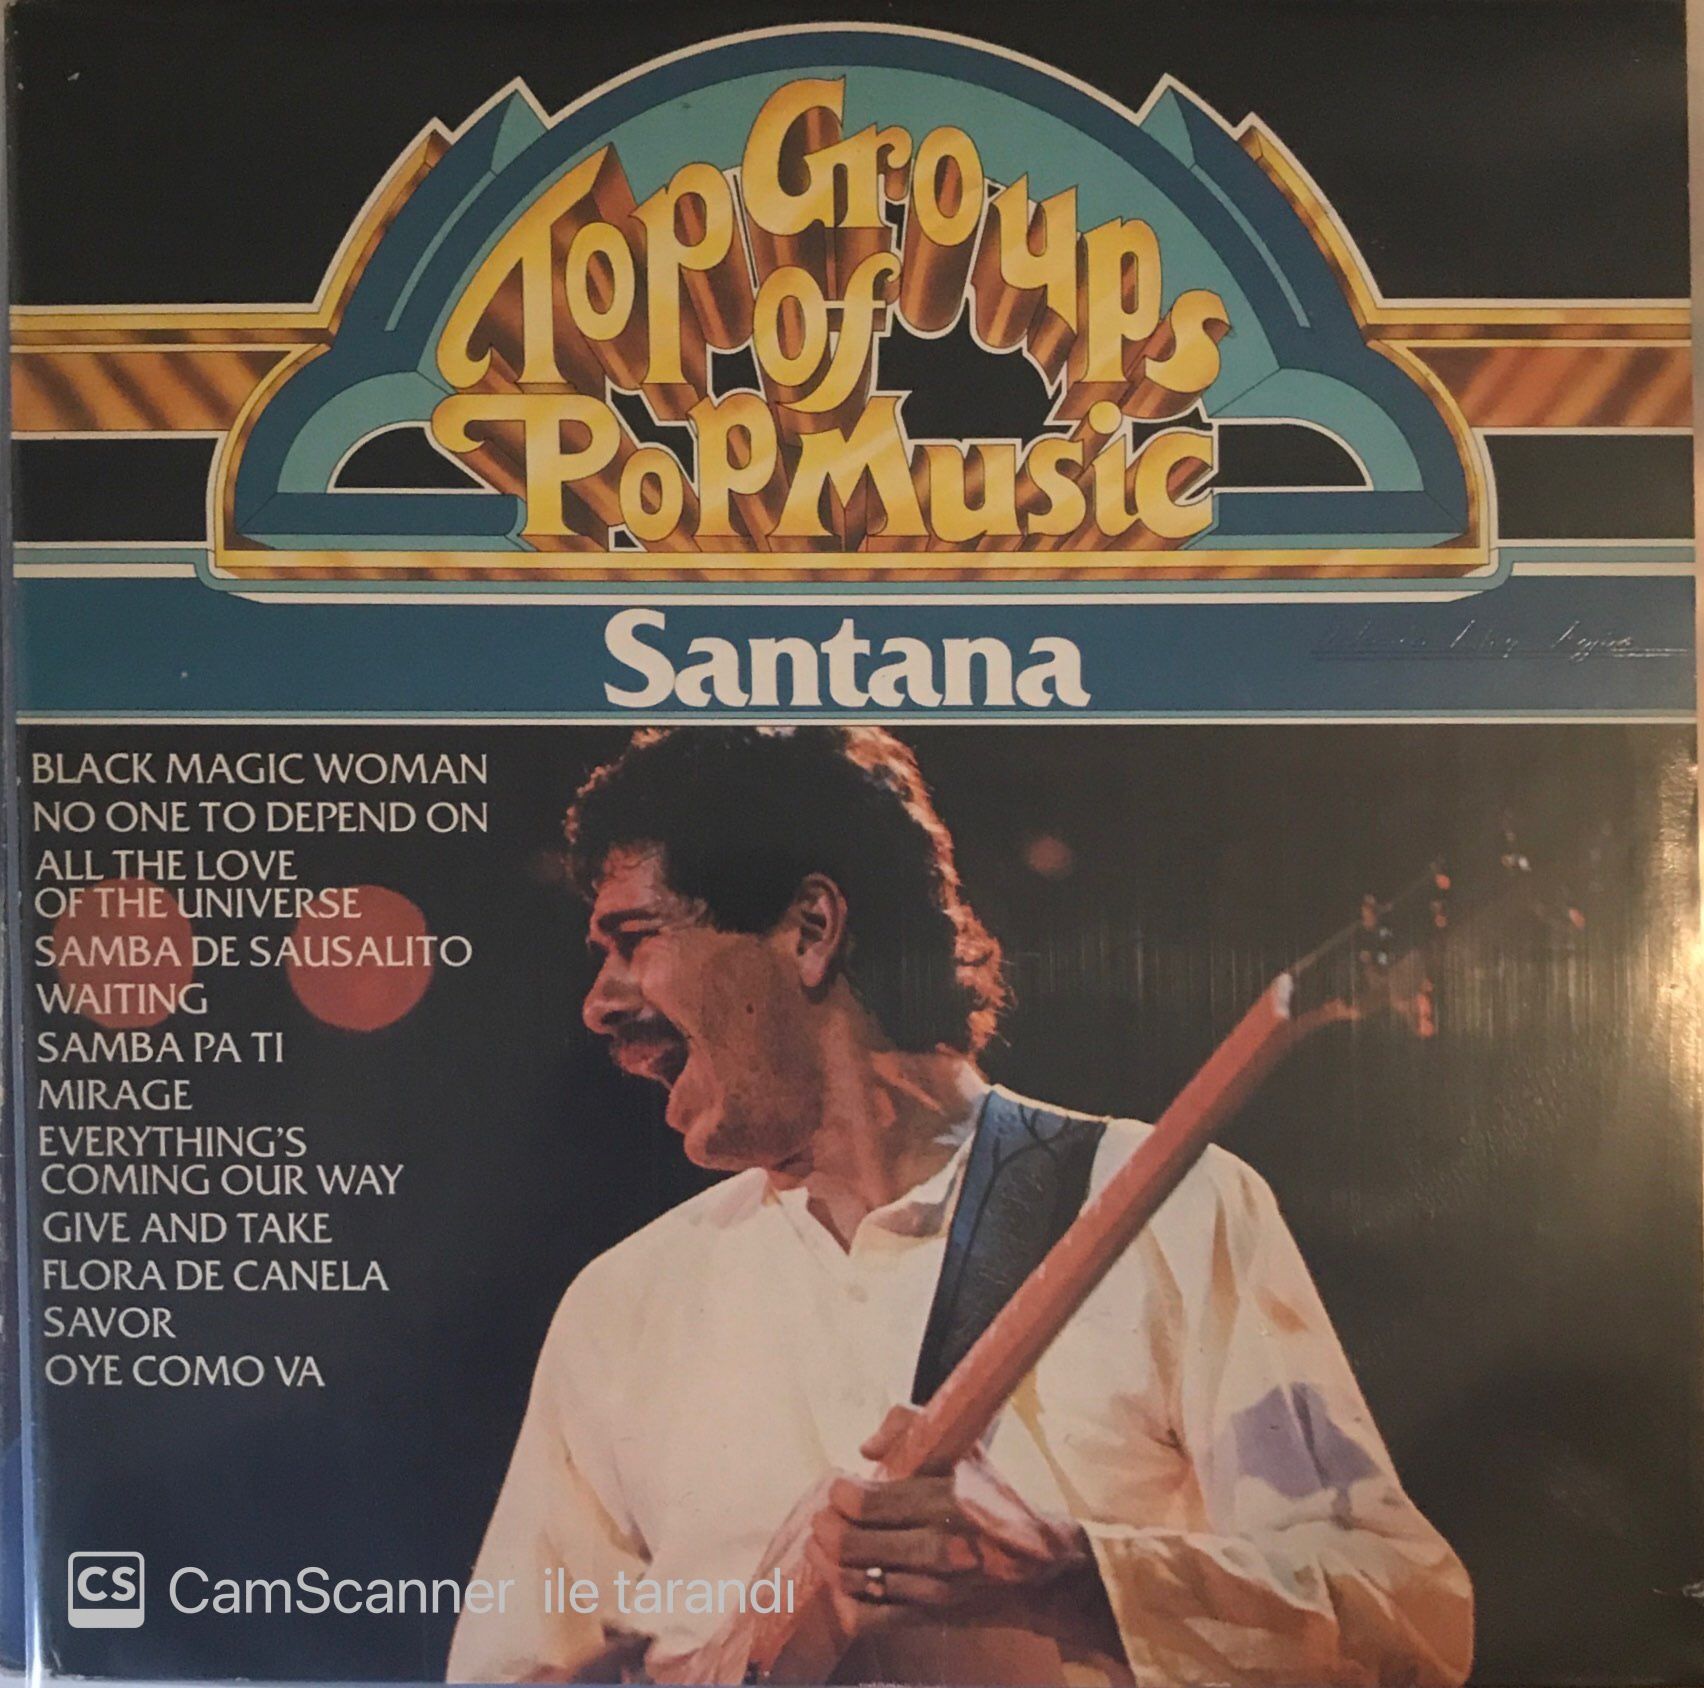 Top Groups
of
Pop Music
Santana
BLACK MAGIC WOMAN
NO ONE TO DEPEND ON
ALL THE LOVE
OF THE UNIVERSE
SAMBA DE SAUSALITO
WAITING
SAMBA PA TI
MIRAGE
EVERYTHING'S
COMING OUR WAY
GIVE AND TAKE
FLORA DE CANELA
SAVOR
OYE COMO VA
CS CamScanner ile tarandı